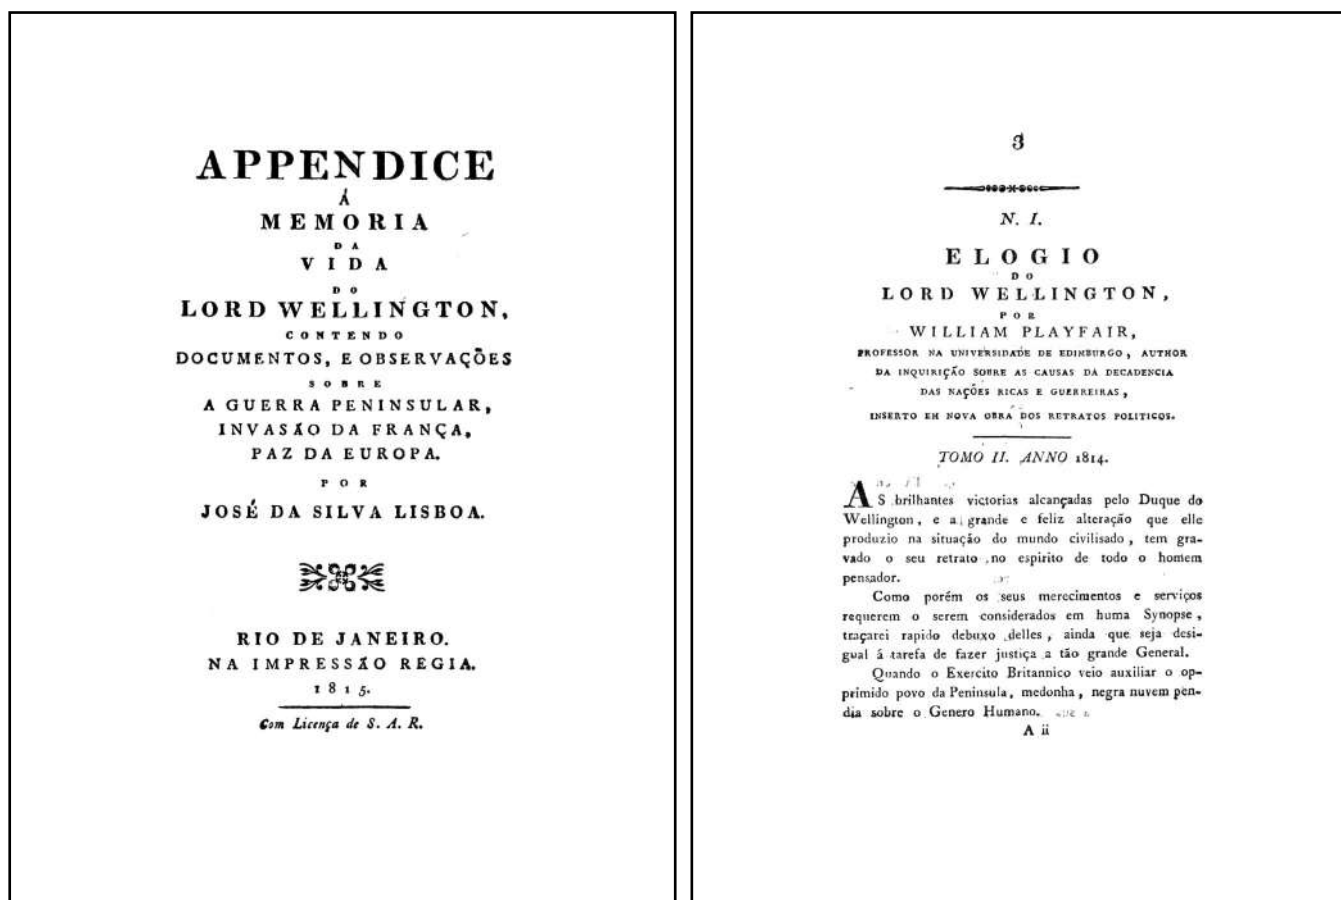 APPENDICE
Á
MEMORIA
DA
VIDA
DO
LORD WELLINGTON,
CONTENDO
DOCUMENTOS, E OBSERVAÇÕES
SOBRE
A GUERRA PENINSULAR,
INVASÃO DA FRANÇA,
PAZ DA EUROPA.
POR
JOSÉ DA SILVA LISBOA.
RIO DE JANEIRO.
NA IMPRESSÃO REGIA.
1815.
Com Licença de S. A. R.
3
N. I.
ELOGIO
DO
LORD WELLINGTON,
POR
WILLIAM PLAYFAIR,
PROFESSOR NA UNIVERSIDADE DE EDIMBURGO, AUTHOR
DA INQUIRIÇÃO SOBRE AS CAUSAS DA DECADENCIA
DAS NAÇÕES RICAS E GUERREIRAS,
INSERTO EM NOVA OBRA DOS RETRATOS POLITICOS.
TOMO II. ANNO 1814.
AS brilhantes victorias alcançadas pelo Duque do
Wellington, e a grande e feliz alteração que elle
produzio na situação do mundo civilisado, tem gra-
vado o seu retrato no espirito de todo o homem
pensador.
Como porém os seus merecimentos e serviços
requerem o serem considerados em huma Synopse,
traçarei rapido debuxo delles, ainda que seja desi-
gual á tarefa de fazer justiça a tão grande General.
Quando o Exercito Britannico veio auxiliar o op-
primido povo da Peninsula, medonha, negra nuvem pen-
dia sobre o Genero Humano.
A ii